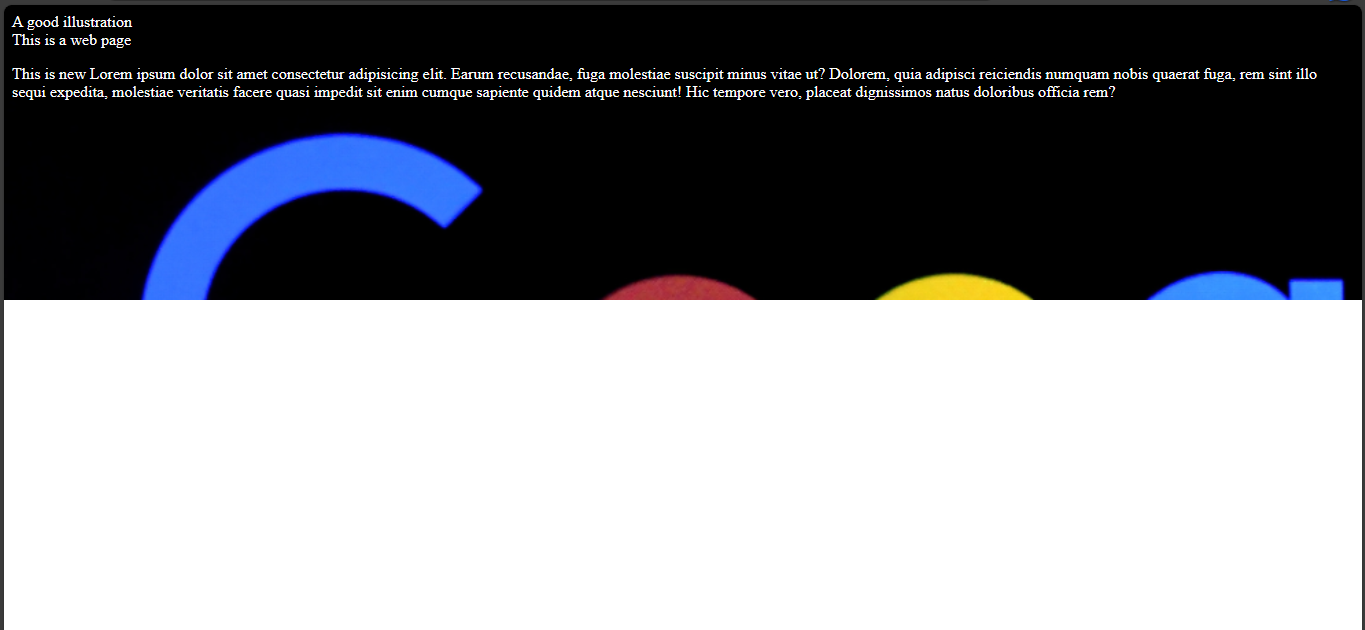 A good illustration
This is a web page
This is new Lorem ipsum dolor sit amet consectetur adipisicing elit. Earum recusandae, fuga molestiae suscipit minus vitae ut? Dolorem, quia adipisci reiciendis numquam nobis quaerat fuga, rem sint illo
sequi expedita, molestiae veritatis facere quasi impedit sit enim cumque sapiente quidem atque nesciunt! Hic tempore vero, placeat dignissimos natus doloribus officia rem?